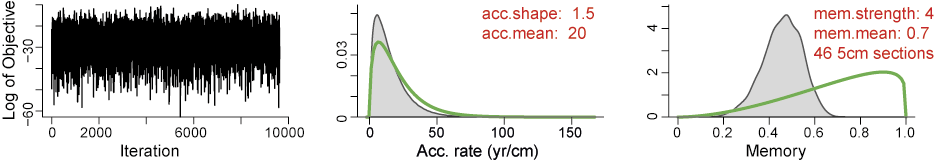 Log of Objective
−30
−60
0 2000 6000 10000
Iteration
acc.shape: 1.5
acc.mean: 20
0.03
0
0 50 100 150
Acc. rate (yr/cm)
mem.strength: 4
mem.mean: 0.7
46 5cm sections
4
2
0
0 0.2 0.4 0.6 0.8 1.0
Memory